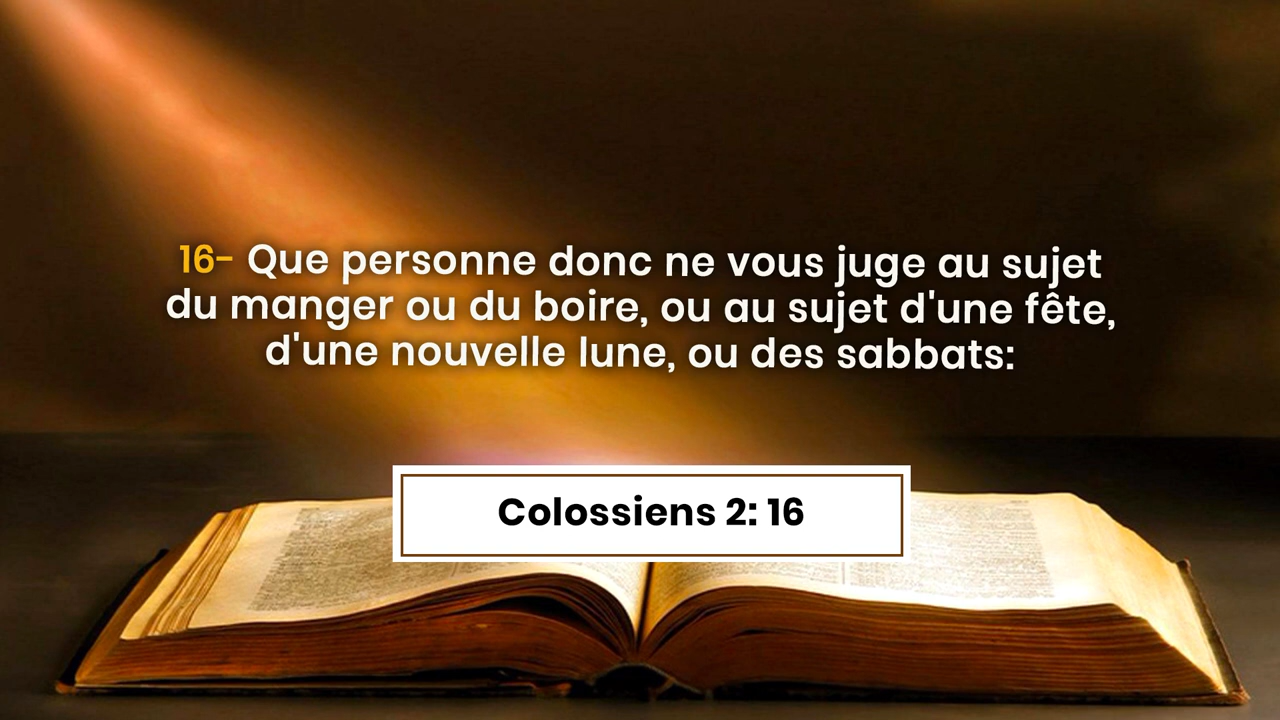 16- Que personne donc ne vous juge au sujet
du manger ou du boire, ou au sujet d'une fête,
d'une nouvelle lune, ou des sabbats:
Colossiens 2: 16